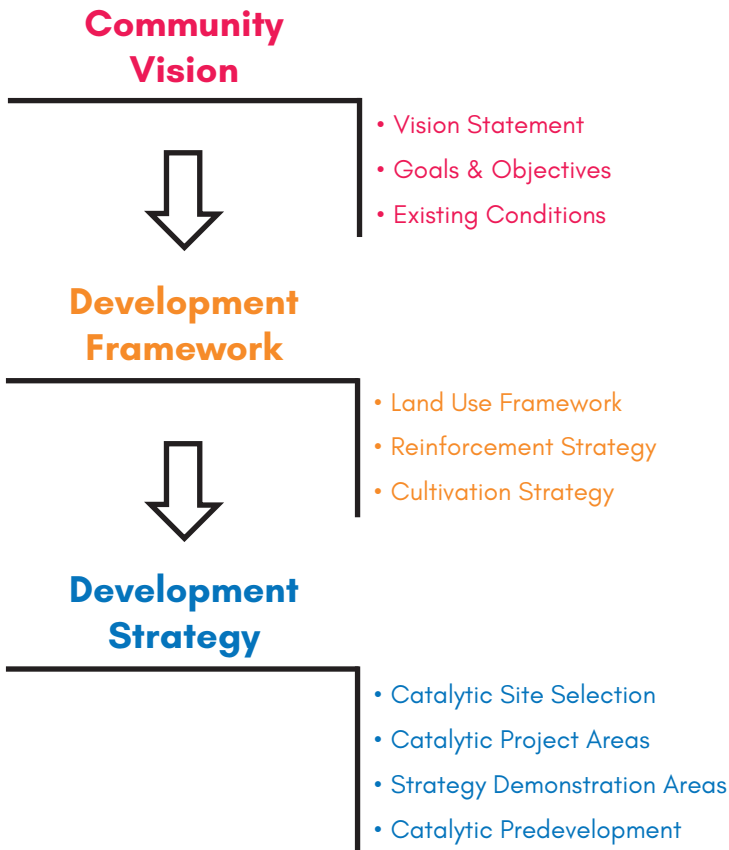 Community
Vision
• Vision Statement
• Goals & Objectives
• Existing Conditions
Development
Framework
• Land Use Framework
• Reinforcement Strategy
• Cultivation Strategy
Development
Strategy
• Catalytic Site Selection
• Catalytic Project Areas
• Strategy Demonstration Areas
• Catalytic Predevelopment